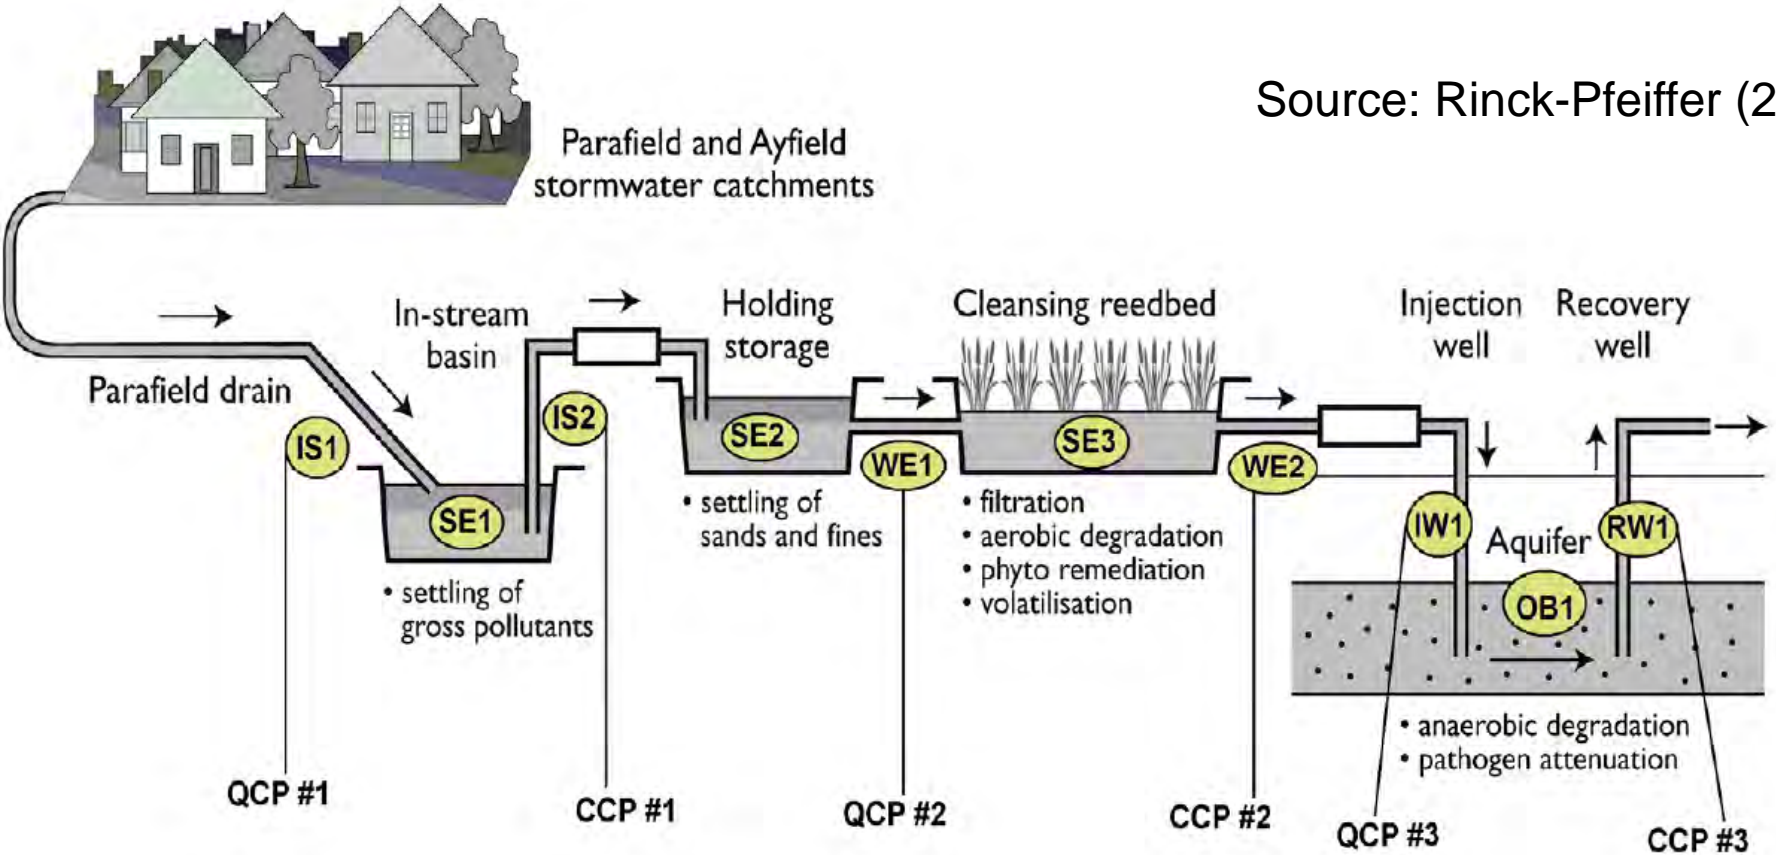 Source: Rinck-Pfeiffer (2
Parafield and Ayfield
stormwater catchments
In-stream
basin
Holding
storage
Cleansing reedbed
Injection
well
Recovery
well
Parafield drain
IS1
IS2
SE1
SE2
WE1
SE3
WE2
IW1
Aquifer
RW1
OB1
• settling of
gross pollutants
• settling of
sands and fines
• filtration
• aerobic degradation
• phyto remediation
• volatilisation
• anaerobic degradation
• pathogen attenuation
QCP #1
CCP #1
QCP #2
CCP #2
QCP #3
CCP #3